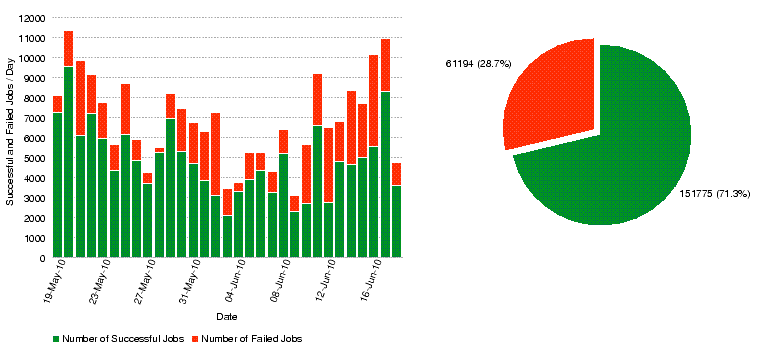 12000
11000
10000
9000
8000
7000
6000
5000
4000
3000
2000
1000
0
Successful and Failed Jobs / Day
19-May-10
23-May-10
27-May-10
31-May-10
04-Jun-10
08-Jun-10
12-Jun-10
16-Jun-10
Date
Number of Successful Jobs
Number of Failed Jobs
61194 (28.7%)
151775 (71.3%)